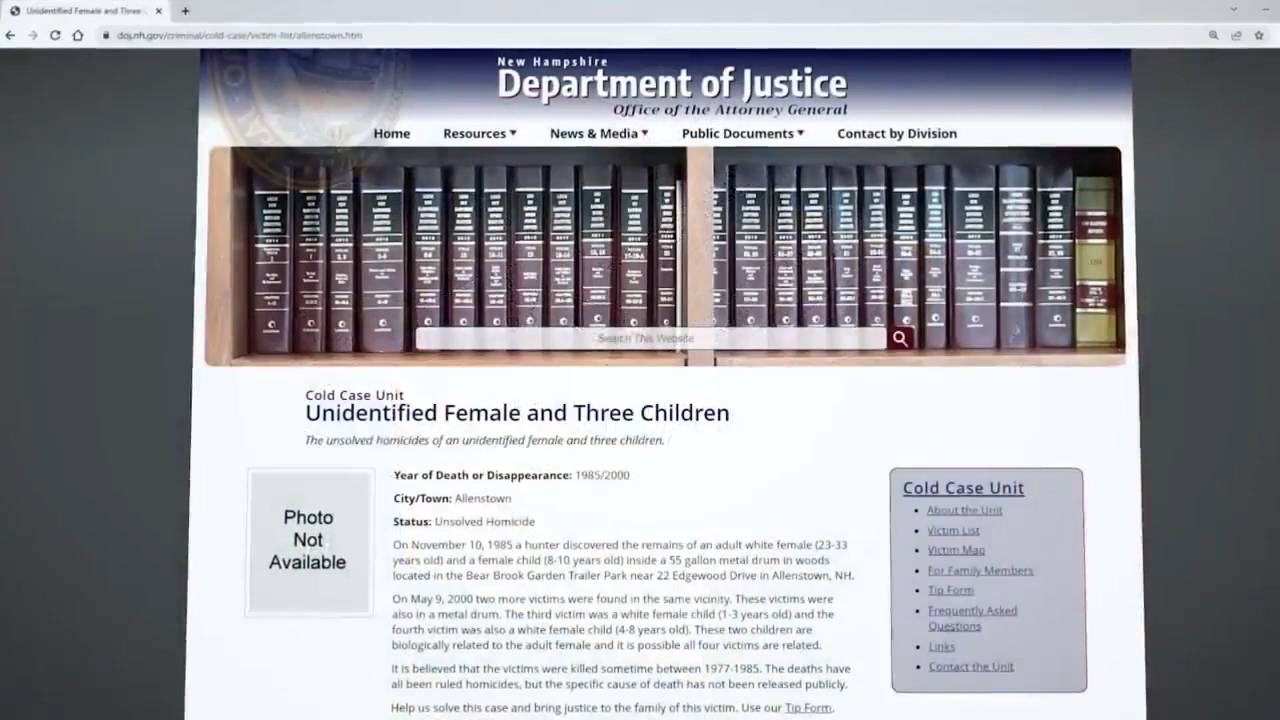 Unidentified Female and Three
doj.nh.gov/criminal/cold-case/victim-list/allenstown.htm
New Hampshire
Department of Justice
Office of the Attorney General
Home Resources News & Media Public Documents Contact by Division
Search This Website
Cold Case Unit
Unidentified Female and Three Children
The unsolved homicides of an unidentified female and three children.
Photo
Not
Available
Year of Death or Disappearance: 1985/2000
City/Town: Allenstown
Status: Unsolved Homicide
On November 10, 1985 a hunter discovered the remains of an adult white female (23-33
years old) and a female child (8-10 years old) inside a 55 gallon metal drum in woods
located in the Bear Brook Garden Trailer Park near 22 Edgewood Drive in Allenstown, NH.
On May 9, 2000 two more victims were found in the same vicinity. These victims were
also in a metal drum. The third victim was a white female child (1-3 years old) and the
fourth victim was also a white female child (4-8 years old). These two children are
biologically related to the adult female and it is possible all four victims are related.
It is believed that the victims were killed sometime between 1977-1985. The deaths have
all been ruled homicides, but the specific cause of death has not been released publicly.
Help us solve this case and bring justice to the family of this victim. Use our Tip Form.
Cold Case Unit
About the Unit
Victim List
Victim Map
For Family Members
Tip Form
Frequently Asked
Questions
Links
Contact the Unit